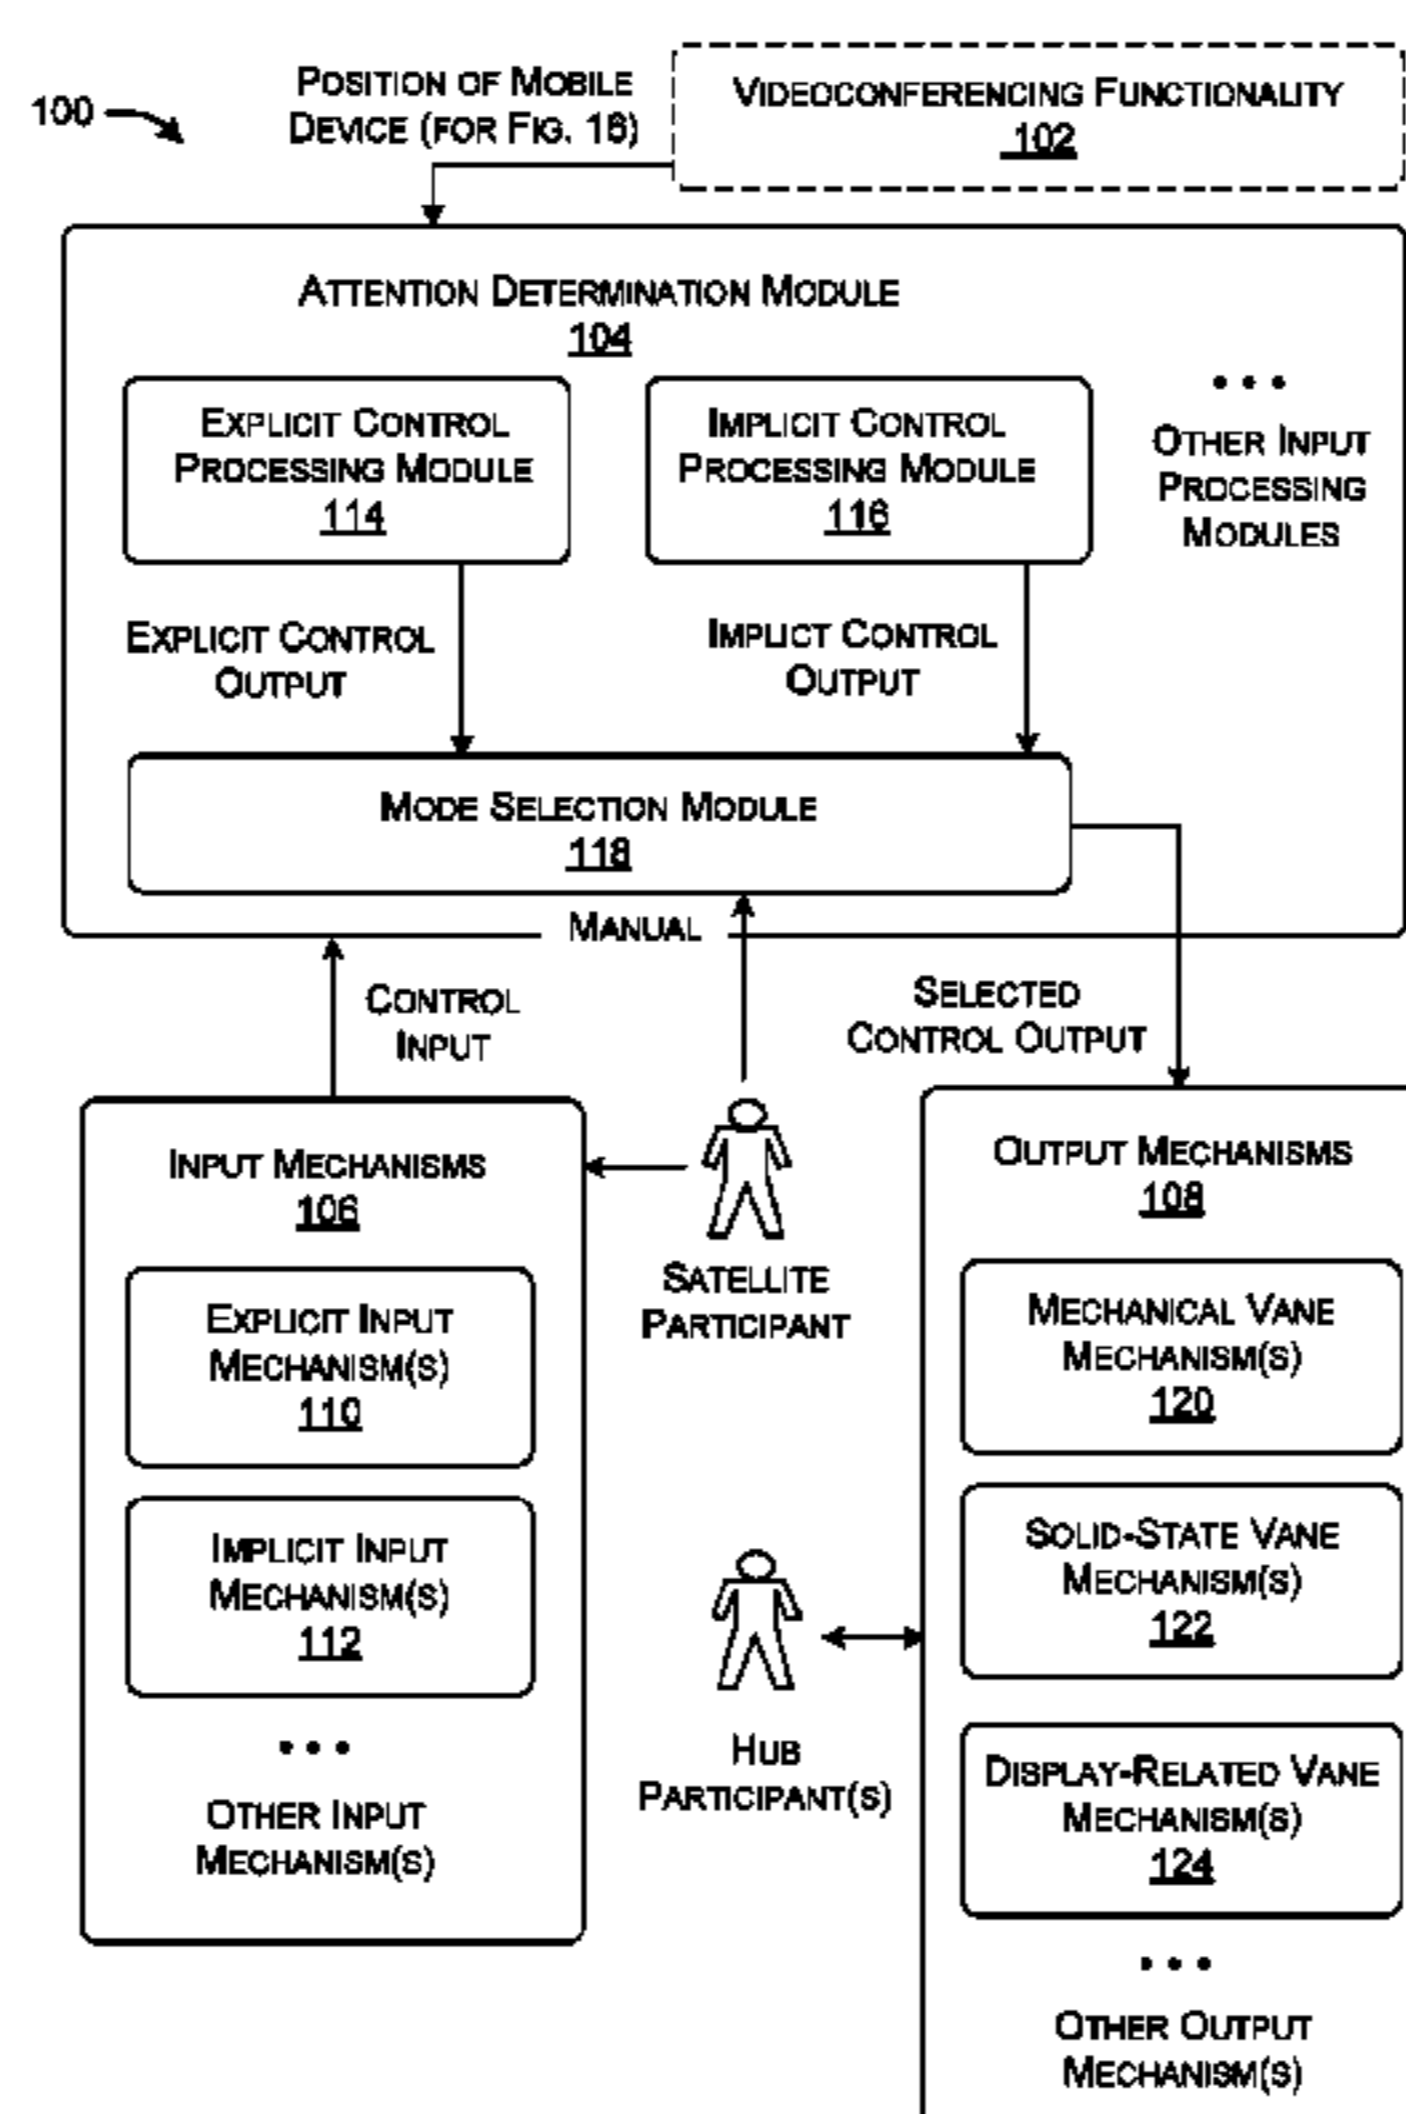 100
POSITION OF MOBILE
DEVICE (FOR FIG. 16)
VIDEOCONFERENCING FUNCTIONALITY
102
ATTENTION DETERMINATION MODULE
104
EXPLICIT CONTROL
PROCESSING MODULE
114
IMPLICIT CONTROL
PROCESSING MODULE
116
• • •
OTHER INPUT
PROCESSING
MODULES
EXPLICIT CONTROL
OUTPUT
IMPLICT CONTROL
OUTPUT
MODE SELECTION MODULE
118
MANUAL
CONTROL
INPUT
SELECTED
CONTROL OUTPUT
INPUT MECHANISMS
106
EXPLICIT INPUT
MECHANISM(S)
110
IMPLICIT INPUT
MECHANISM(S)
112
• • •
OTHER INPUT
MECHANISM(S)
SATELLITE
PARTICIPANT
HUB
PARTICIPANT(S)
OUTPUT MECHANISMS
108
MECHANICAL VANE
MECHANISM(S)
120
SOLID-STATE VANE
MECHANISM(S)
122
DISPLAY-RELATED VANE
MECHANISM(S)
124
• • •
OTHER OUTPUT
MECHANISM(S)